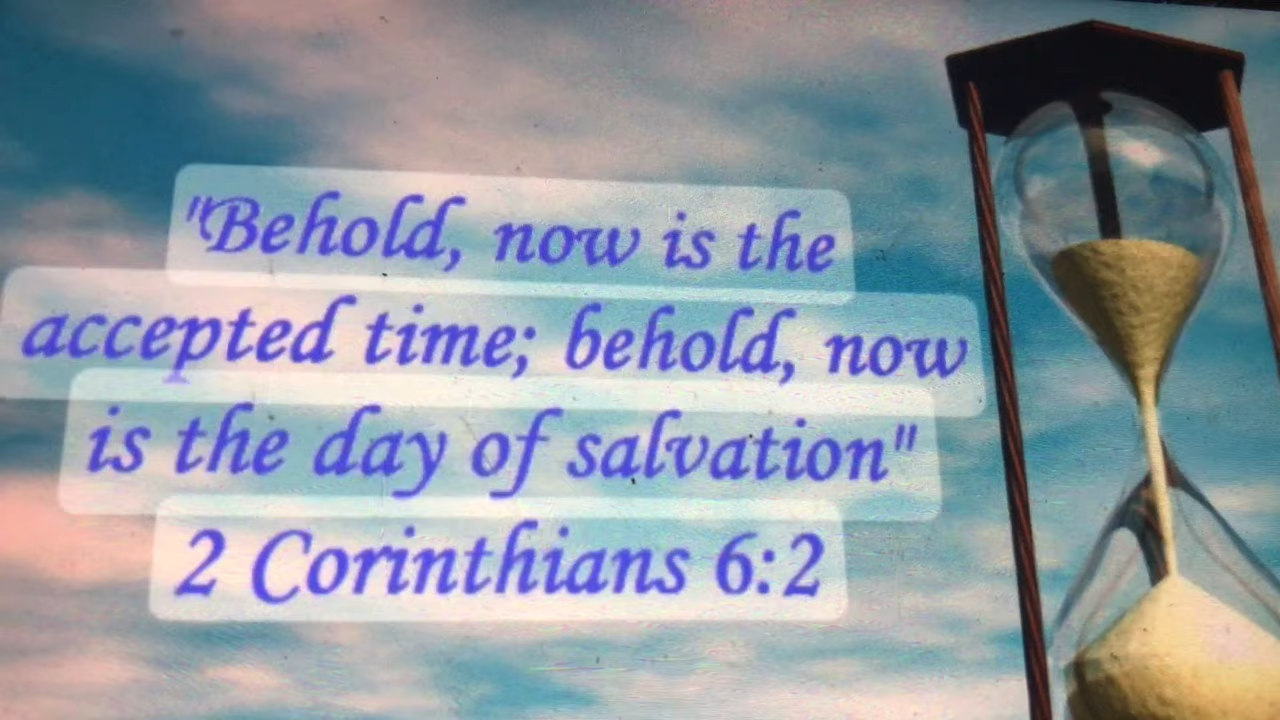 "Behold, now is the
accepted time; behold, now
is the day of salvation"
2 Corinthians 6:2